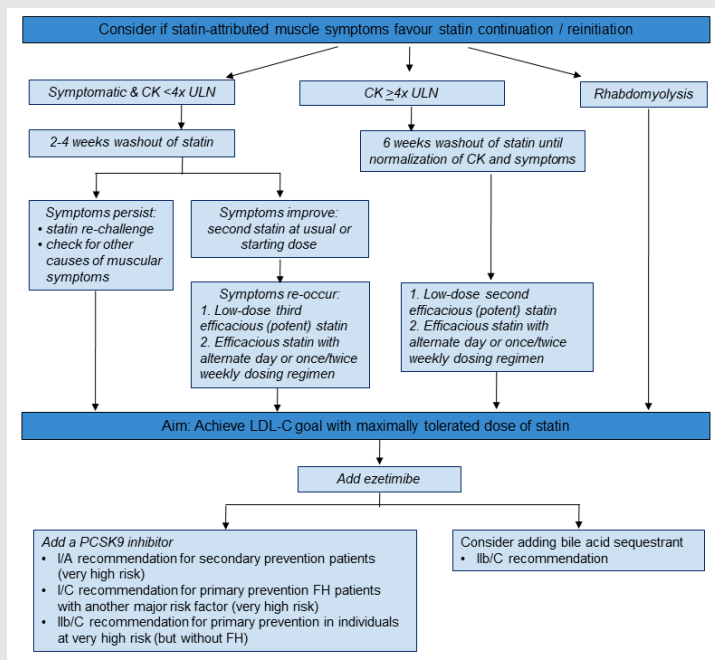 Consider if statin-attributed muscle symptoms favour statin continuation / reinitiation
Symptomatic & CK <4x ULN
CK ≥4x ULN
Rhabdomyolysis
2-4 weeks washout of statin
6 weeks washout of statin until
normalization of CK and symptoms
Symptoms persist:
• statin re-challenge
• check for other
causes of muscular
symptoms
Symptoms improve:
second statin at usual or
starting dose
Symptoms re-occur:
1. Low-dose third
efficacious (potent) statin
2. Efficacious statin with
alternate day or once/twice
weekly dosing regimen
1. Low-dose second
efficacious (potent) statin
2. Efficacious statin with
alternate day or once/twice
weekly dosing regimen
Aim: Achieve LDL-C goal with maximally tolerated dose of statin
Add ezetimibe
Add a PCSK9 inhibitor
• I/A recommendation for secondary prevention patients
(very high risk)
• I/C recommendation for primary prevention FH patients
with another major risk factor (very high risk)
• IIb/C recommendation for primary prevention in individuals
at very high risk (but without FH)
Consider adding bile acid sequestrant
• IIb/C recommendation